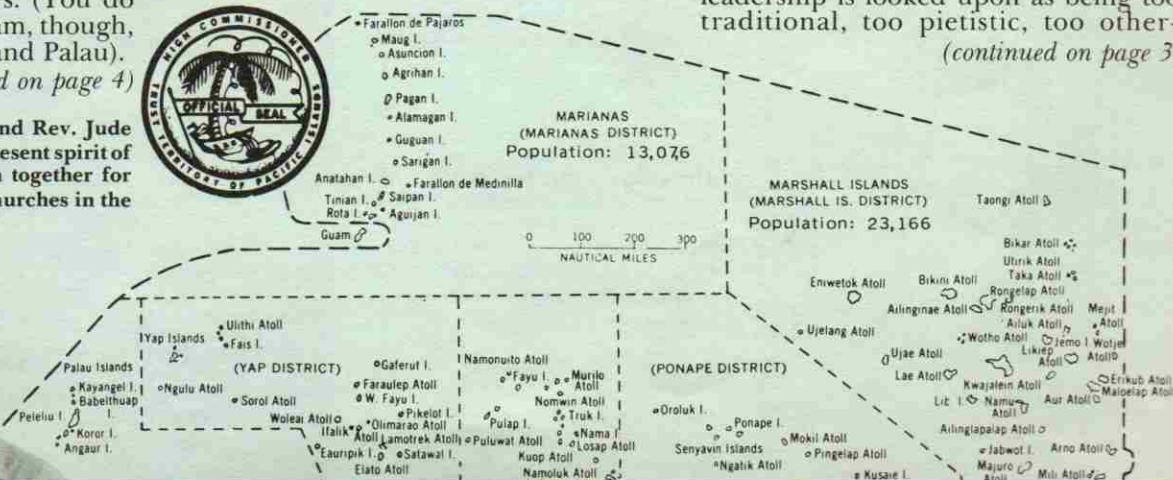 s. (You do
am, though,
and Palau).
d on page 4)
nd Rev. Jude
esent spirit of
n together for
hurches in the
leadership is looked upon as being too
traditional, too pietistic, too other-
(continued on page 3
HIGH COMMISSIONER
TRUST TERRITORY OF PACIFIC ISLANDS
OFFICIAL SEAL
Farallon de Pajaros
Maug I.
Asuncion I.
Agrihan I.
Pagan I.
Alamagan I.
Guguan I.
Sarigan I.
Anatahan I.
Farallon de Medinilla
Tinian I. Saipan I.
Rota I. Aguijan I.
Guam
MARIANAS
(MARIANAS DISTRICT)
Population: 13,076
0 100 200 300
NAUTICAL MILES
MARSHALL ISLANDS
(MARSHALL IS. DISTRICT)
Population: 23,166
Taongi Atoll
Bikar Atoll
Utirik Atoll
Taka Atoll
Eniwetok Atoll
Bikini Atoll
Rongelap Atoll
Ailinginae Atoll
Rongerik Atoll
Mejit
I.
Ailuk Atoll
Atoll
Ujelang Atoll
Wotho Atoll
Jemo I.
Wotje
Atoll
Likiep
Atoll
Ujae Atoll
Lae Atoll
Kwajalein Atoll
Erikub Atoll
Maloelap Atoll
Lib I.
Namu
Atoll
Aur Atoll
Ailinglapalap Atoll
Jabwot I.
Arno Atoll
Majuro
Atoll
Mili Atoll
Palau Islands
Kayangel I.
Babelthuap
I.
Peleliu I.
Koror I.
Angaur I.
Yap Islands
Ulithi Atoll
Fais I.
(YAP DISTRICT)
Ngulu Atoll
Sorol Atoll
Gaferut I.
Faraulep Atoll
W. Fayu I.
Pikelot I.
Woleai Atoll
Olimarao Atoll
Ifalik
Atoll
Lamotrek Atoll
Eauripik I.
Satawal I.
Elato Atoll
Namonuito Atoll
Fayu I.
Murilo
Atoll
Nomwin Atoll
Pulap I.
Truk I.
Nama I.
Puluwat Atoll
Losap Atoll
Kuop Atoll
Namoluk Atoll
(PONAPE DISTRICT)
Oroluk I.
Ponape I.
Senyavin
Islands
Mokil Atoll
Pingelap Atoll
Ngatik Atoll
Kusaie I.